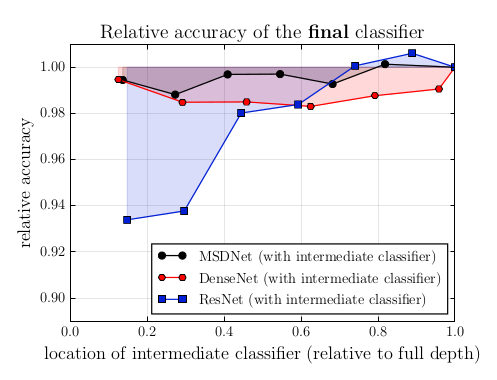 Relative accuracy of the final classifier
relative accuracy
1.00
0.98
0.96
0.94
0.92
0.90
MSDNet (with intermediate classifier)
DenseNet (with intermediate classifier)
ResNet (with intermediate classifier)
0.0 0.2 0.4 0.6 0.8 1.0
location of intermediate classifier (relative to full depth)